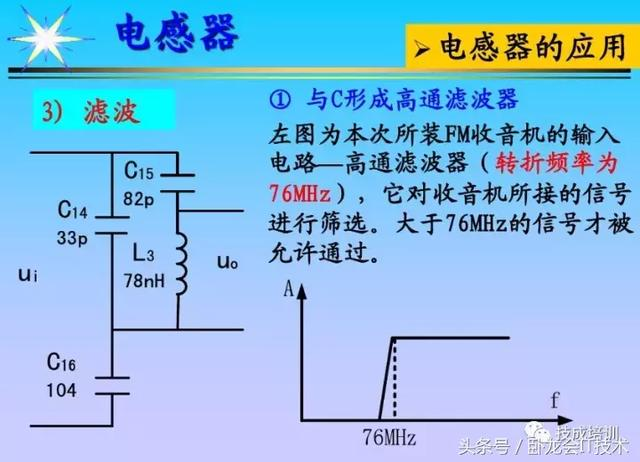 电感器
➢ 电感器的应用
3) 滤波
① 与C形成高通滤波器
左图为本次所装FM收音机的输入
电路—高通滤波器（转折频率为
76MHz），它对收音机所接的信号
进行筛选。大于76MHz的信号才被
允许通过。
C15
82p
C14
33p
L3
78nH
ui
uo
C16
104
A
f
76MHz
技成培训
头条号／卧龙会IT技术